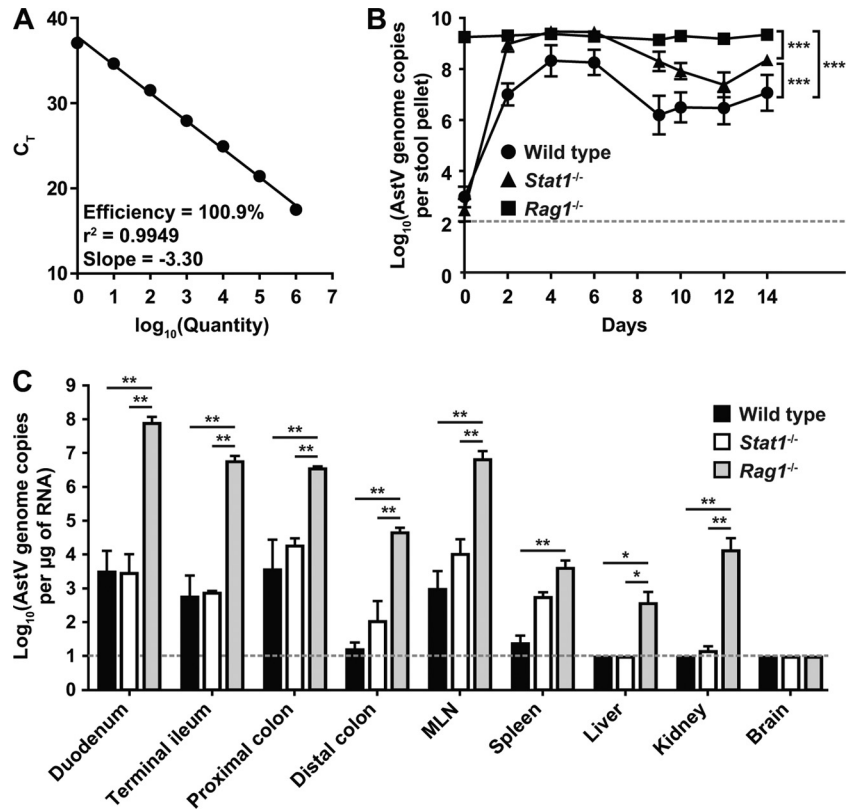 A
40
30
20
10
C_T
Efficiency = 100.9%
r² = 0.9949
Slope = -3.30
0 1 2 3 4 5 6 7
log₁₀(Quantity)
B
10
8
6
4
2
0
Log₁₀(AstV genome copies
per stool pellet)
Wild type
Stat1⁻/⁻
Rag1⁻/⁻
***
***
***
0 2 4 6 8 10 12 14
Days
C
9
8
7
6
5
4
3
2
1
0
Log₁₀(AstV genome copies
per µg of RNA)
**
**
**
**
**
**
**
**
**
**
**
*
*
**
**
Wild type
Stat1⁻/⁻
Rag1⁻/⁻
Duodenum
Terminal ileum
Proximal colon
Distal colon
MLN
Spleen
Liver
Kidney
Brain